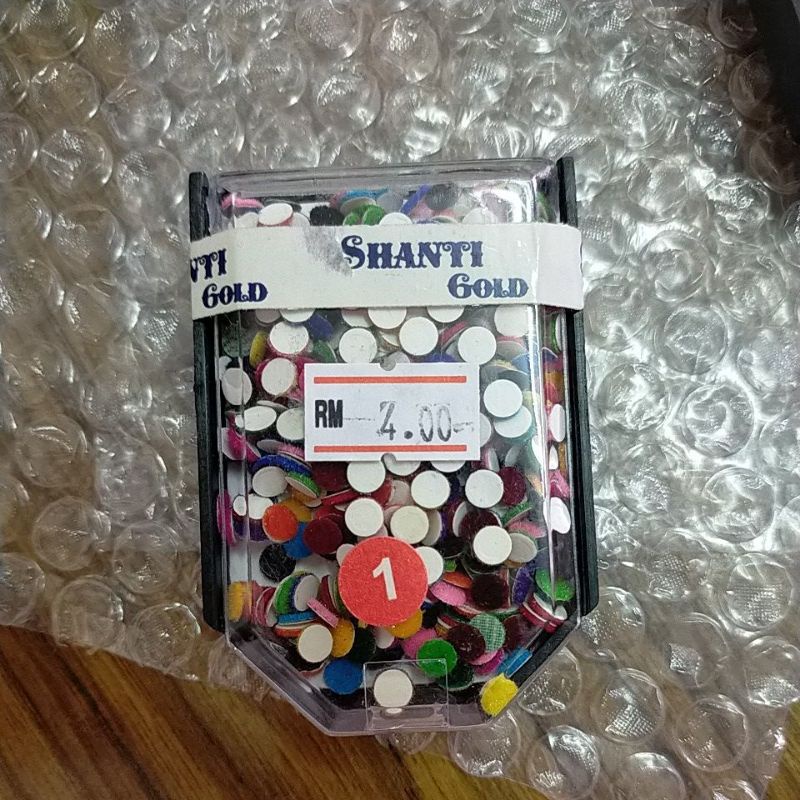 NTI
GOLD
SHANTI
GOLD
RM 4.00
1